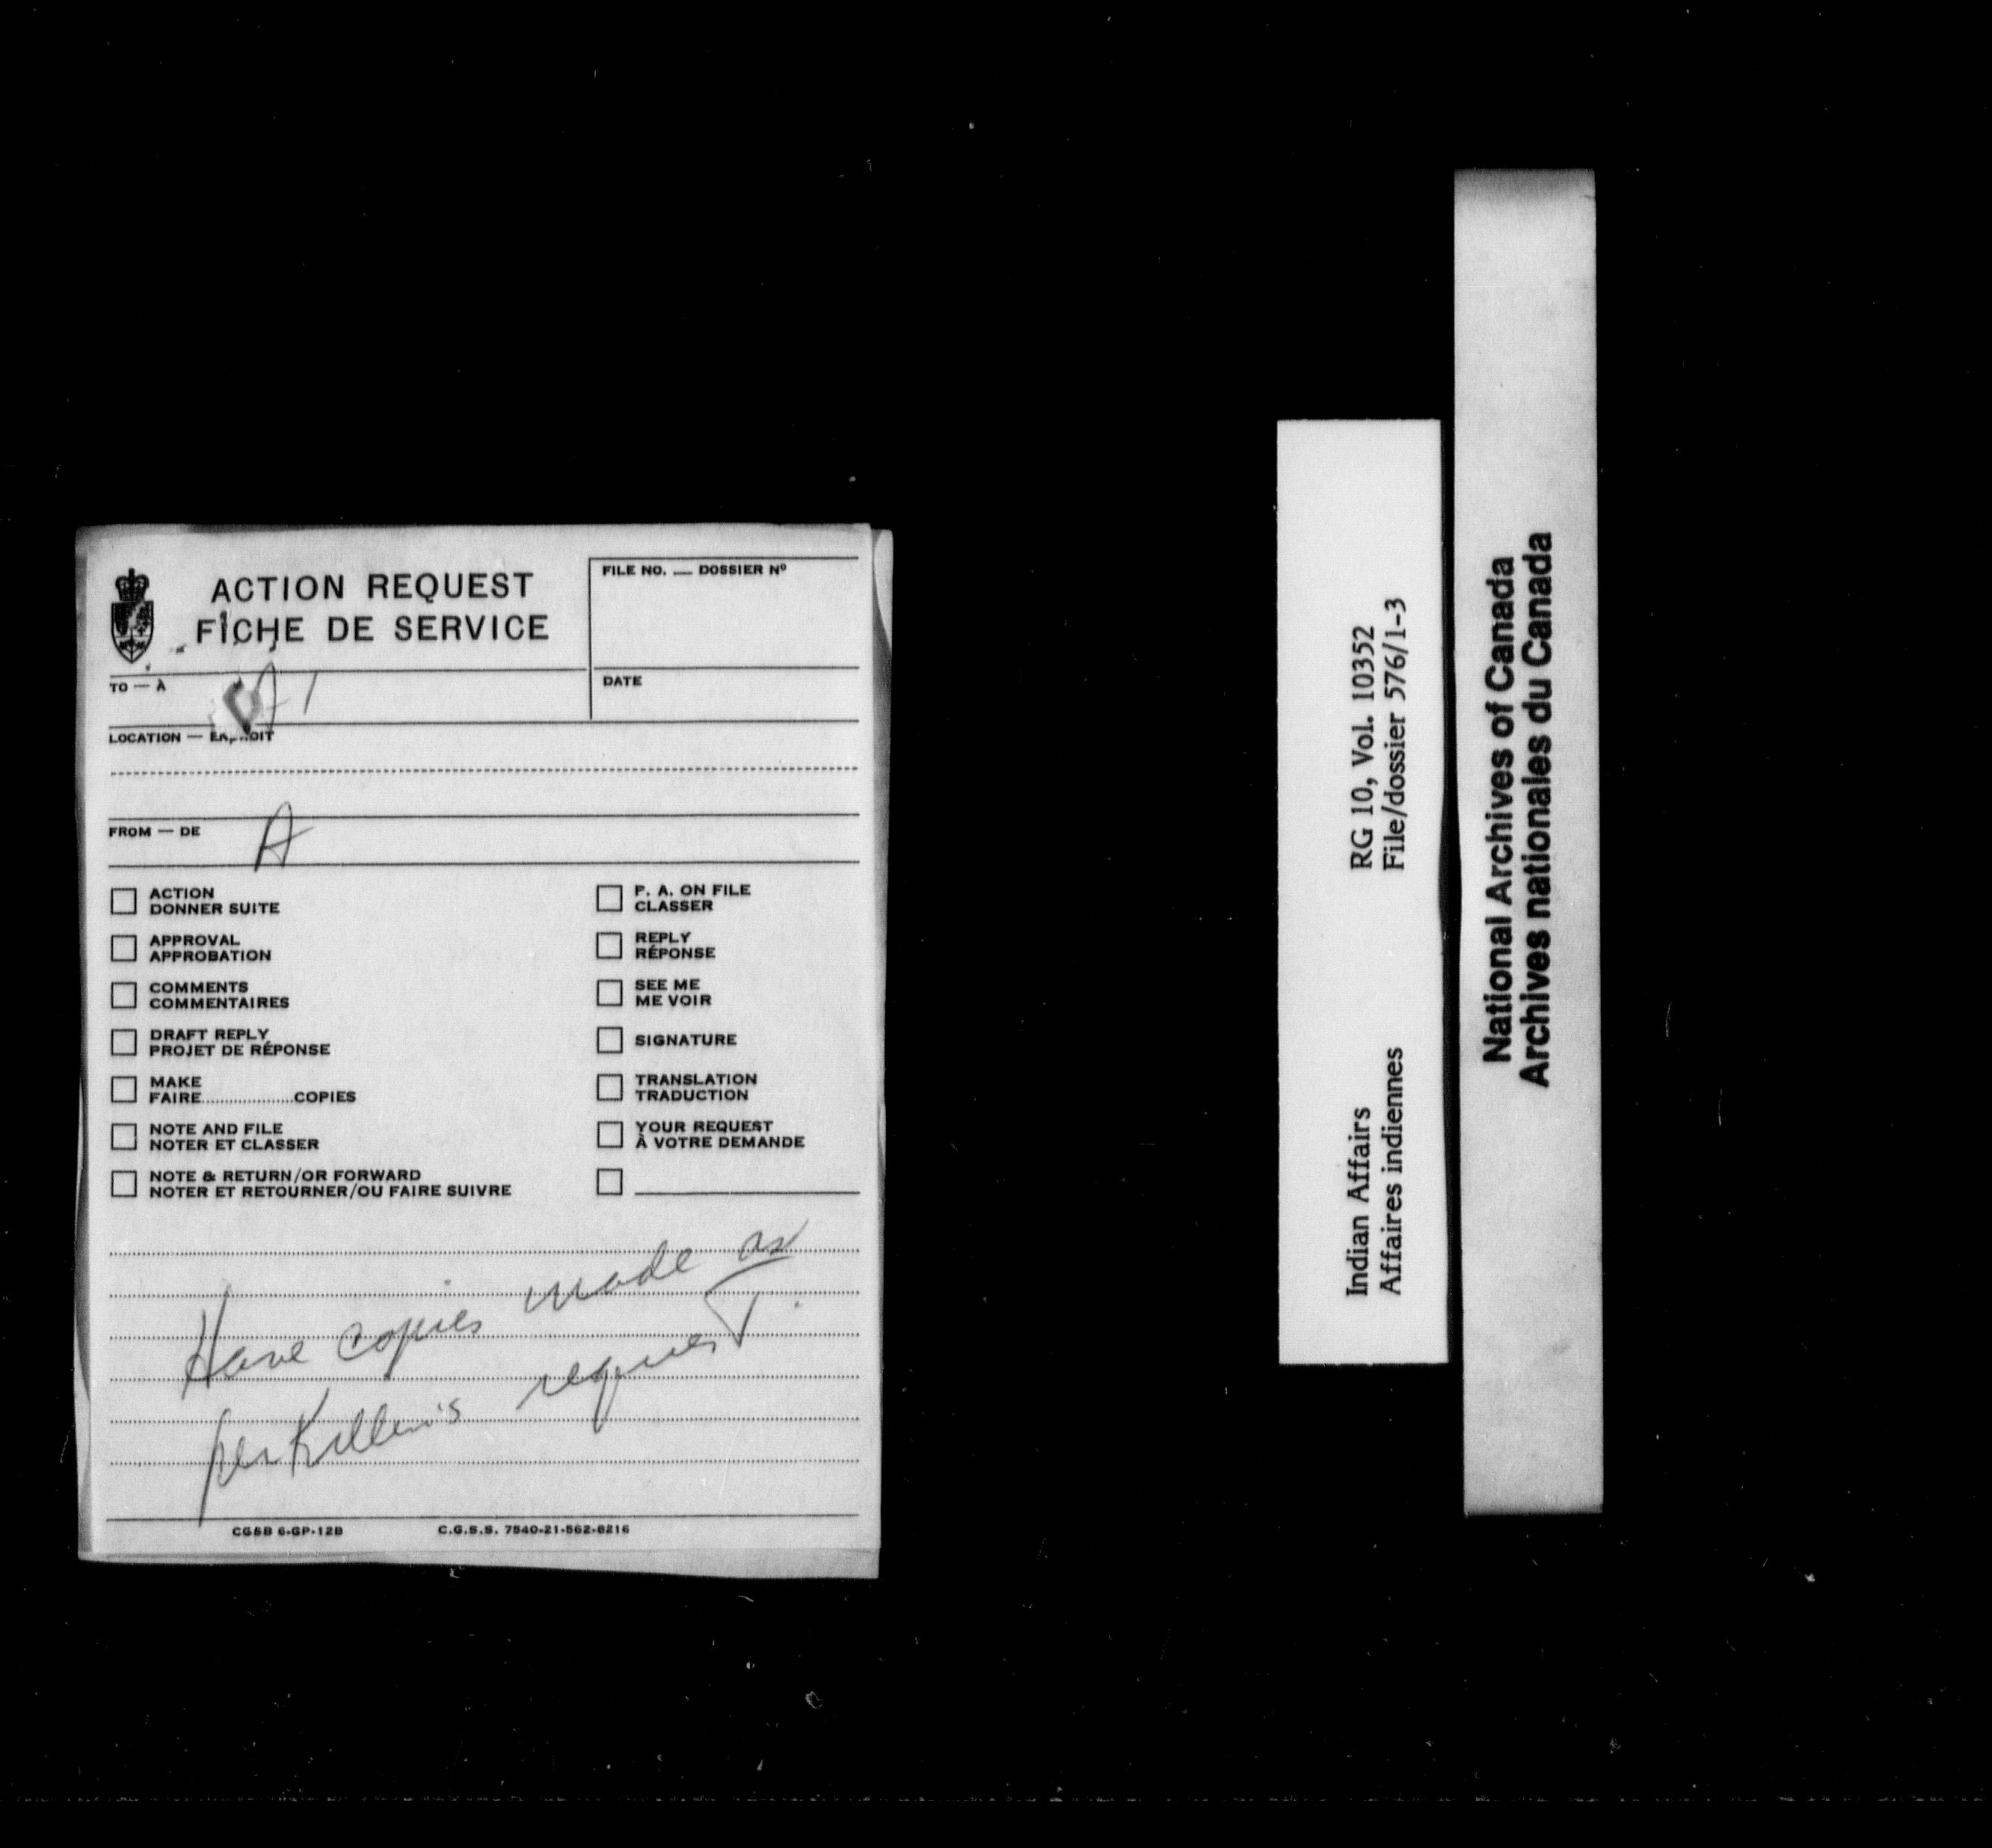 ACTION REQUEST
FICHE DE SERVICE
FILE NO. — DOSSIER Nº
TO — À A1
DATE
LOCATION —
FROM — DE A
ACTION
DONNER SUITE
P. A. ON FILE
CLASSER
APPROVAL
APPROBATION
REPLY
RÉPONSE
COMMENTS
COMMENTAIRES
SEE ME
ME VOIR
DRAFT REPLY
PROJET DE RÉPONSE
SIGNATURE
MAKE
FAIRE..................COPIES
TRANSLATION
TRADUCTION
NOTE AND FILE
NOTER ET CLASSER
YOUR REQUEST
À VOTRE DEMANDE
NOTE & RETURN/OR FORWARD
NOTER ET RETOURNER/OU FAIRE SUIVRE
Have copies made as
per request.
CGSB 6-GP-12B
C.G.S.S. 7540-21-562-8216
Indian Affairs RG 10, Vol. 10352
Affaires indiennes File/dossier 576/1-3
National Archives of Canada
Archives nationales du Canada